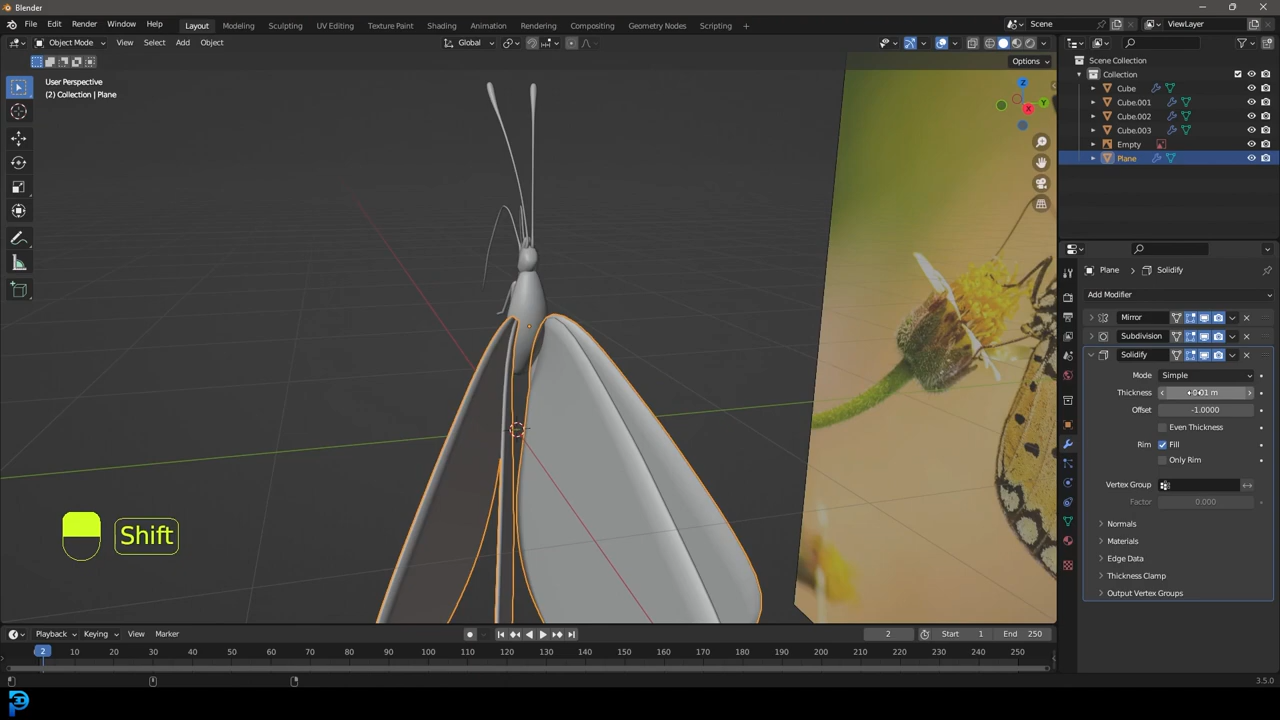 Blender
File Edit Render Window Help
Layout Modeling Sculpting UV Editing Texture Paint Shading Animation Rendering Compositing Geometry Nodes Scripting +
Scene
ViewLayer
Object Mode View Select Add Object
Global
Options
User Perspective
(2) Collection | Plane
Z
Y
X
Scene Collection
Collection
Cube
Cube.001
Cube.002
Cube.003
Empty
Plane
Plane Solidify
Add Modifier
Mirror
Subdivision
Solidify
Mode Simple
Thickness
Offset -1.0000
Even Thickness
Rim Fill
Only Rim
Vertex Group
Factor 0.000
Normals
Materials
Edge Data
Thickness Clamp
Output Vertex Groups
Shift
Playback Keying View Marker
2 Start 1 End 250
2 10 20 30 40 50 60 70 80 90 100 110 120 130 140 150 160 170 180 190 200 210 220 230 240 250
3.5.0